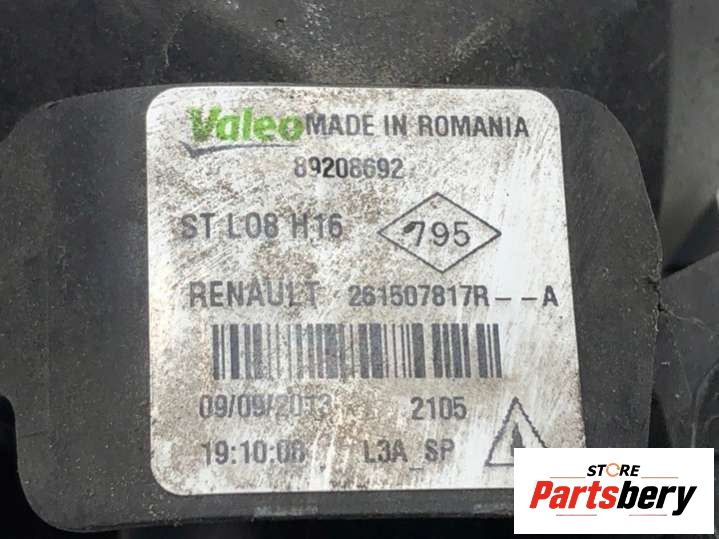 Valeo MADE IN ROMANIA
89208692
ST L08 H16 795
RENAULT 261507817R--A
09/09/2013 2105
19:10:08 L3A_SP
STORE
Partsbery